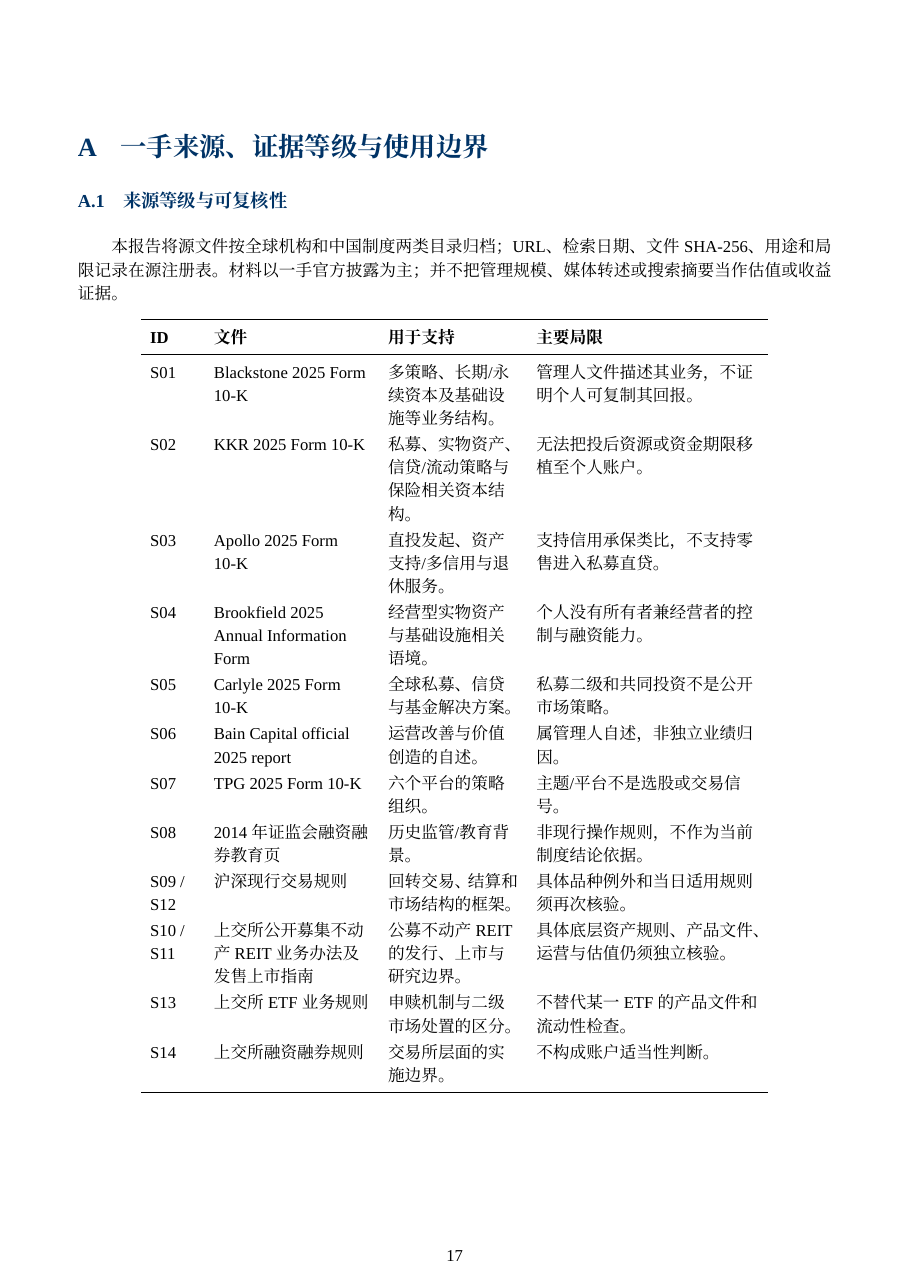 A 一手来源、证据等级与使用边界
A.1 来源等级与可复核性
本报告将源文件按全球机构和中国制度两类目录归档；URL、检索日期、文件 SHA-256、用途和局
限记录在源注册表。材料以一手官方披露为主；并不把管理规模、媒体转述或搜索摘要当作估值或收益
证据。
ID 文件 用于支持 主要局限
S01 Blackstone 2025 Form 多策略、长期/永 管理人文件描述其业务，不证
10-K 续资本及基础设 明个人可复制其回报。
施等业务结构。
S02 KKR 2025 Form 10-K 私募、实物资产、 无法把投后资源或资金期限移
信贷/流动策略与 植至个人账户。
保险相关资本结
构。
S03 Apollo 2025 Form 直投发起、资产 支持信用承保类比，不支持零
10-K 支持/多信用与退 售进入私募直贷。
休服务。
S04 Brookfield 2025 经营型实物资产 个人没有所有者兼经营者的控
Annual Information 与基础设施相关 制与融资能力。
Form 语境。
S05 Carlyle 2025 Form 全球私募、信贷 私募二级和共同投资不是公开
10-K 与基金解决方案。 市场策略。
S06 Bain Capital official 运营改善与价值 属管理人自述，非独立业绩归
2025 report 创造的自述。 因。
S07 TPG 2025 Form 10-K 六个平台的策略 主题/平台不是选股或交易信
组织。 号。
S08 2014 年证监会融资融 历史监管/教育背 非现行操作规则，不作为当前
券教育页 景。 制度结论依据。
S09 / 沪深现行交易规则 回转交易、结算和 具体品种例外和当日适用规则
S12 市场结构的框架。 须再次核验。
S10 / 上交所公开募集不动 公募不动产 REIT 具体底层资产规则、产品文件、
S11 产 REIT 业务办法及 的发行、上市与 运营与估值仍须独立核验。
发售上市指南 研究边界。
S13 上交所 ETF 业务规则 申赎机制与二级 不替代某一 ETF 的产品文件和
市场处置的区分。 流动性检查。
S14 上交所融资融券规则 交易所层面的实 不构成账户适当性判断。
施边界。
17